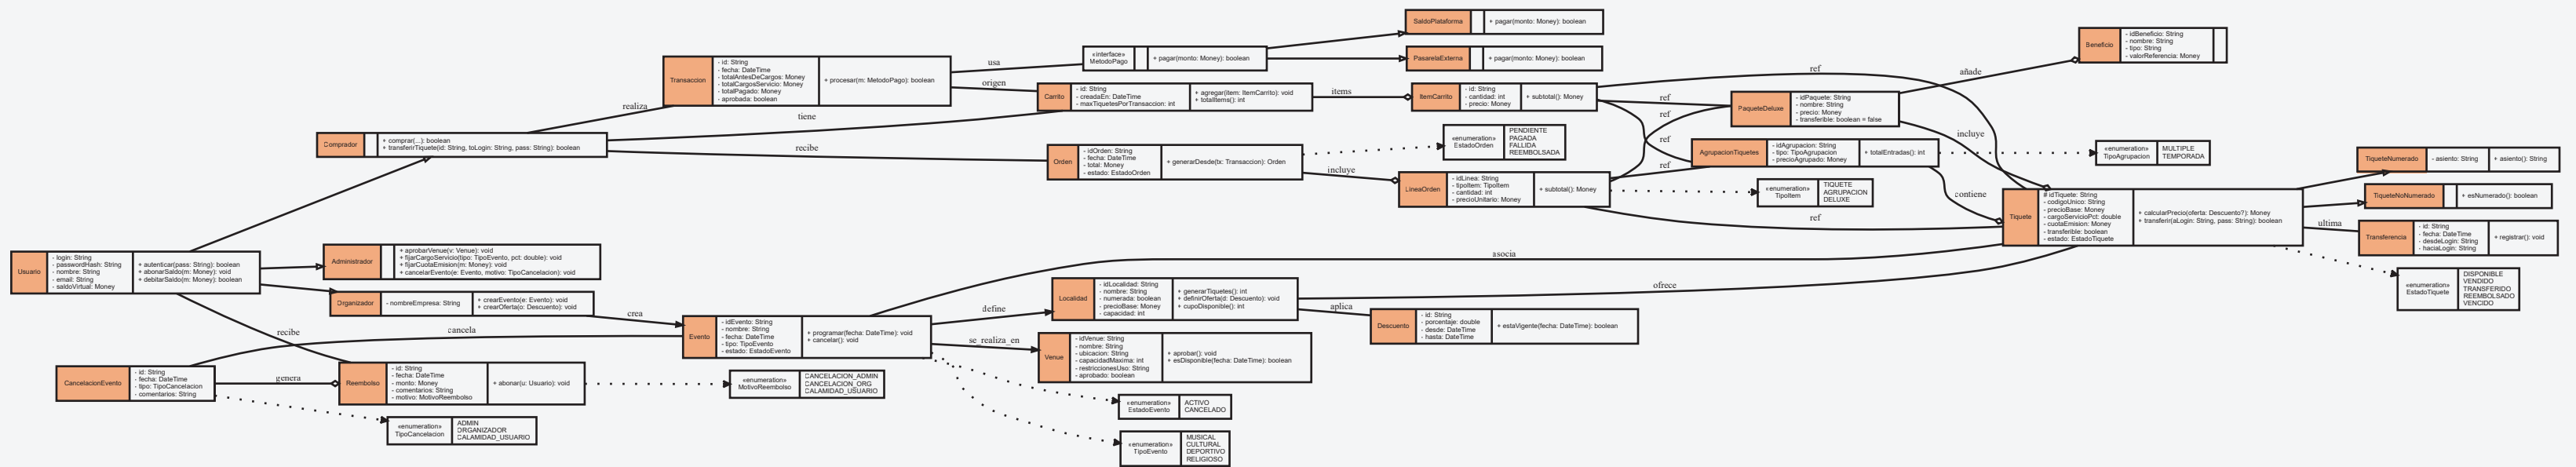 SaldoPlataforma
+ pagar(monto: Money): boolean
«interface»
MetodoPago
+ pagar(monto: Money): boolean
PasarelaExterna
+ pagar(monto: Money): boolean
Beneficio
- idBeneficio: String
- nombre: String
- tipo: String
- valorReferencia: Money
Transaccion
- id: String
- fecha: DateTime
- totalAntesDeCargos: Money
- totalCargosServicio: Money
- totalPagado: Money
- aprobada: boolean
+ procesar(m: MetodoPago): boolean
usa
origen
Carrito
- id: String
- creadaEn: DateTime
- maxTiquetesPorTransaccion: int
+ agregar(item: ItemCarrito): void
+ totalItems(): int
items
ItemCarrito
- id: String
- cantidad: int
- precio: Money
+ subtotal(): Money
ref
ref
ref
ref
ref
ref
añade
PaqueteDeluxe
- idPaquete: String
- nombre: String
- precio: Money
- transferible: boolean = false
incluye
realiza
tiene
recibe
Comprador
+ comprar(...): boolean
+ transferirTiquete(id: String, toLogin: String, pass: String): boolean
«enumeration»
EstadoOrden
PENDIENTE
PAGADA
FALLIDA
REEMBOLSADA
Orden
- idOrden: String
- fecha: DateTime
- total: Money
- estado: EstadoOrden
+ generarDesde(tx: Transaccion): Orden
incluye
LineaOrden
- idLinea: String
- tipoItem: TipoItem
- cantidad: int
- precioUnitario: Money
+ subtotal(): Money
AgrupacionTiquetes
- idAgrupacion: String
- tipo: TipoAgrupacion
- precioAgrupado: Money
+ totalEntradas(): int
«enumeration»
TipoAgrupacion
MULTIPLE
TEMPORADA
«enumeration»
TipoItem
TIQUETE
AGRUPACION
DELUXE
contiene
Tiquete
# idTiquete: String
- codigoUnico: String
- precioBase: Money
- cargoServicioPct: double
- cuotaEmision: Money
- transferible: boolean
- estado: EstadoTiquete
+ calcularPrecio(oferta: Descuento?): Money
+ transferir(aLogin: String, pass: String): boolean
TiqueteNumerado
- asiento: String
+ asiento(): String
TiqueteNoNumerado
+ esNumerado(): boolean
ultima
Transferencia
- id: String
- fecha: DateTime
- desdeLogin: String
- haciaLogin: String
+ registrar(): void
«enumeration»
EstadoTiquete
DISPONIBLE
VENDIDO
TRANSFERIDO
REEMBOLSADO
VENCIDO
Usuario
- login: String
- passwordHash: String
- nombre: String
- email: String
- saldoVirtual: Money
+ autenticar(pass: String): boolean
+ abonarSaldo(m: Money): void
+ debitarSaldo(m: Money): boolean
Administrador
+ aprobarVenue(v: Venue): void
+ fijarCargoServicio(tipo: TipoEvento, pct: double): void
+ fijarCuotaEmision(m: Money): void
+ cancelarEvento(e: Evento, motivo: TipoCancelacion): void
Organizador
- nombreEmpresa: String
+ crearEvento(e: Evento): void
+ crearOferta(o: Descuento): void
crea
recibe
cancela
asocia
ofrece
Evento
- idEvento: String
- nombre: String
- fecha: DateTime
- tipo: TipoEvento
- estado: EstadoEvento
+ programar(fecha: DateTime): void
+ cancelar(): void
define
Localidad
- idLocalidad: String
- nombre: String
- numerada: boolean
- precioBase: Money
- capacidad: int
+ generarTiquetes(): int
+ definirOferta(d: Descuento): void
+ cupoDisponible(): int
aplica
Descuento
- id: String
- porcentaje: double
- desde: DateTime
- hasta: DateTime
+ estaVigente(fecha: DateTime): boolean
se_realiza_en
Venue
- idVenue: String
- nombre: String
- ubicacion: String
- capacidadMaxima: int
- restriccionesUso: String
- aprobado: boolean
+ aprobar(): void
+ esDisponible(fecha: DateTime): boolean
CancelacionEvento
- id: String
- fecha: DateTime
- tipo: TipoCancelacion
- comentarios: String
genera
Reembolso
- id: String
- fecha: DateTime
- monto: Money
- comentarios: String
- motivo: MotivoReembolso
+ abonar(u: Usuario): void
«enumeration»
MotivoReembolso
CANCELACION_ADMIN
CANCELACION_ORG
CALAMIDAD_USUARIO
«enumeration»
TipoCancelacion
ADMIN
ORGANIZADOR
CALAMIDAD_USUARIO
«enumeration»
EstadoEvento
ACTIVO
CANCELADO
«enumeration»
TipoEvento
MUSICAL
CULTURAL
DEPORTIVO
RELIGIOSO